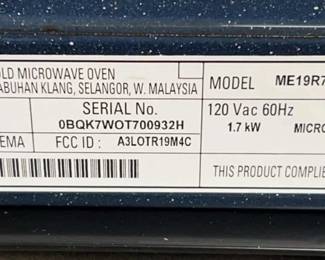 OLD MICROWAVE OVEN
ABUHAN KLANG, SELANGOR, W. MALAYSIA
MODEL ME19R7
SERIAL No.
0BQK7WOT700932H
120 Vac 60Hz
1.7 kW MICRO
EMA FCC ID : A3LOTR19M4C
THIS PRODUCT COMPLIE